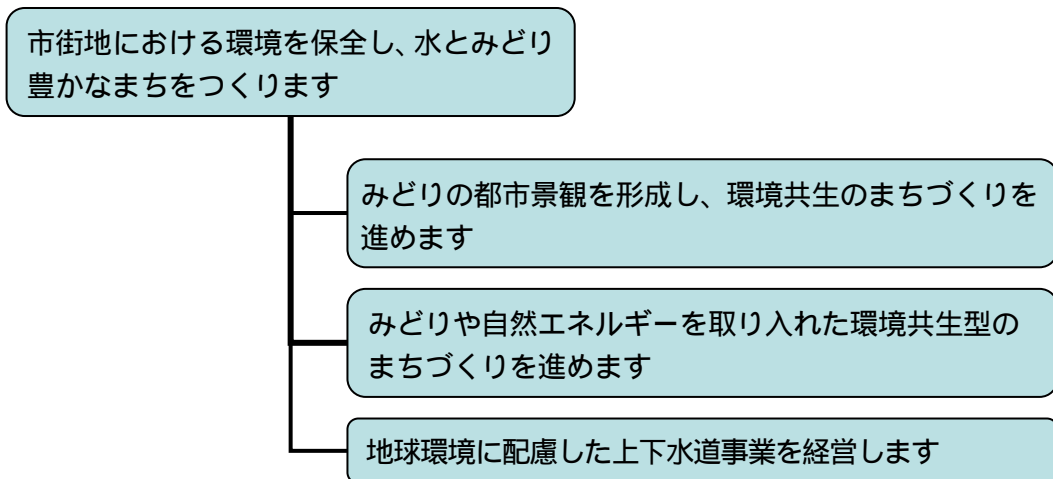 市街地における環境を保全し、水とみどり
豊かなまちをつくります
みどりの都市景観を形成し、環境共生のまちづくりを
進めます
みどりや自然エネルギーを取り入れた環境共生型の
まちづくりを進めます
地球環境に配慮した上下水道事業を経営します